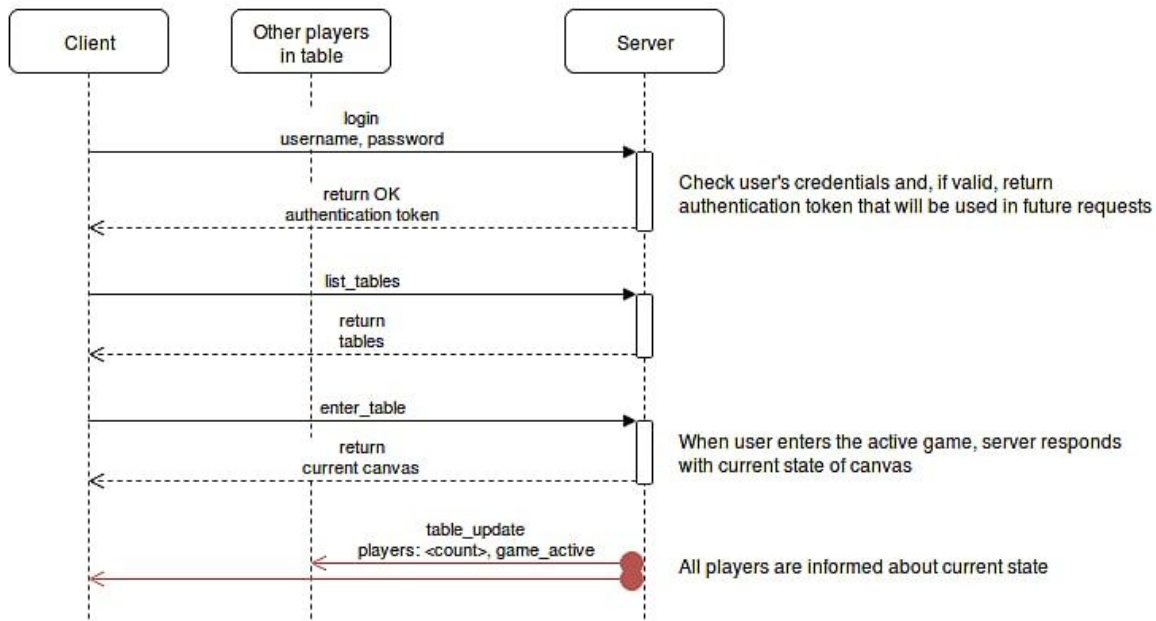 Client
Other players
in table
Server
login
username, password
Check user's credentials and, if valid, return
authentication token that will be used in future requests
return OK
authentication token
list_tables
return
tables
enter_table
When user enters the active game, server responds
with current state of canvas
return
current canvas
table_update
players: <count>, game_active
All players are informed about current state